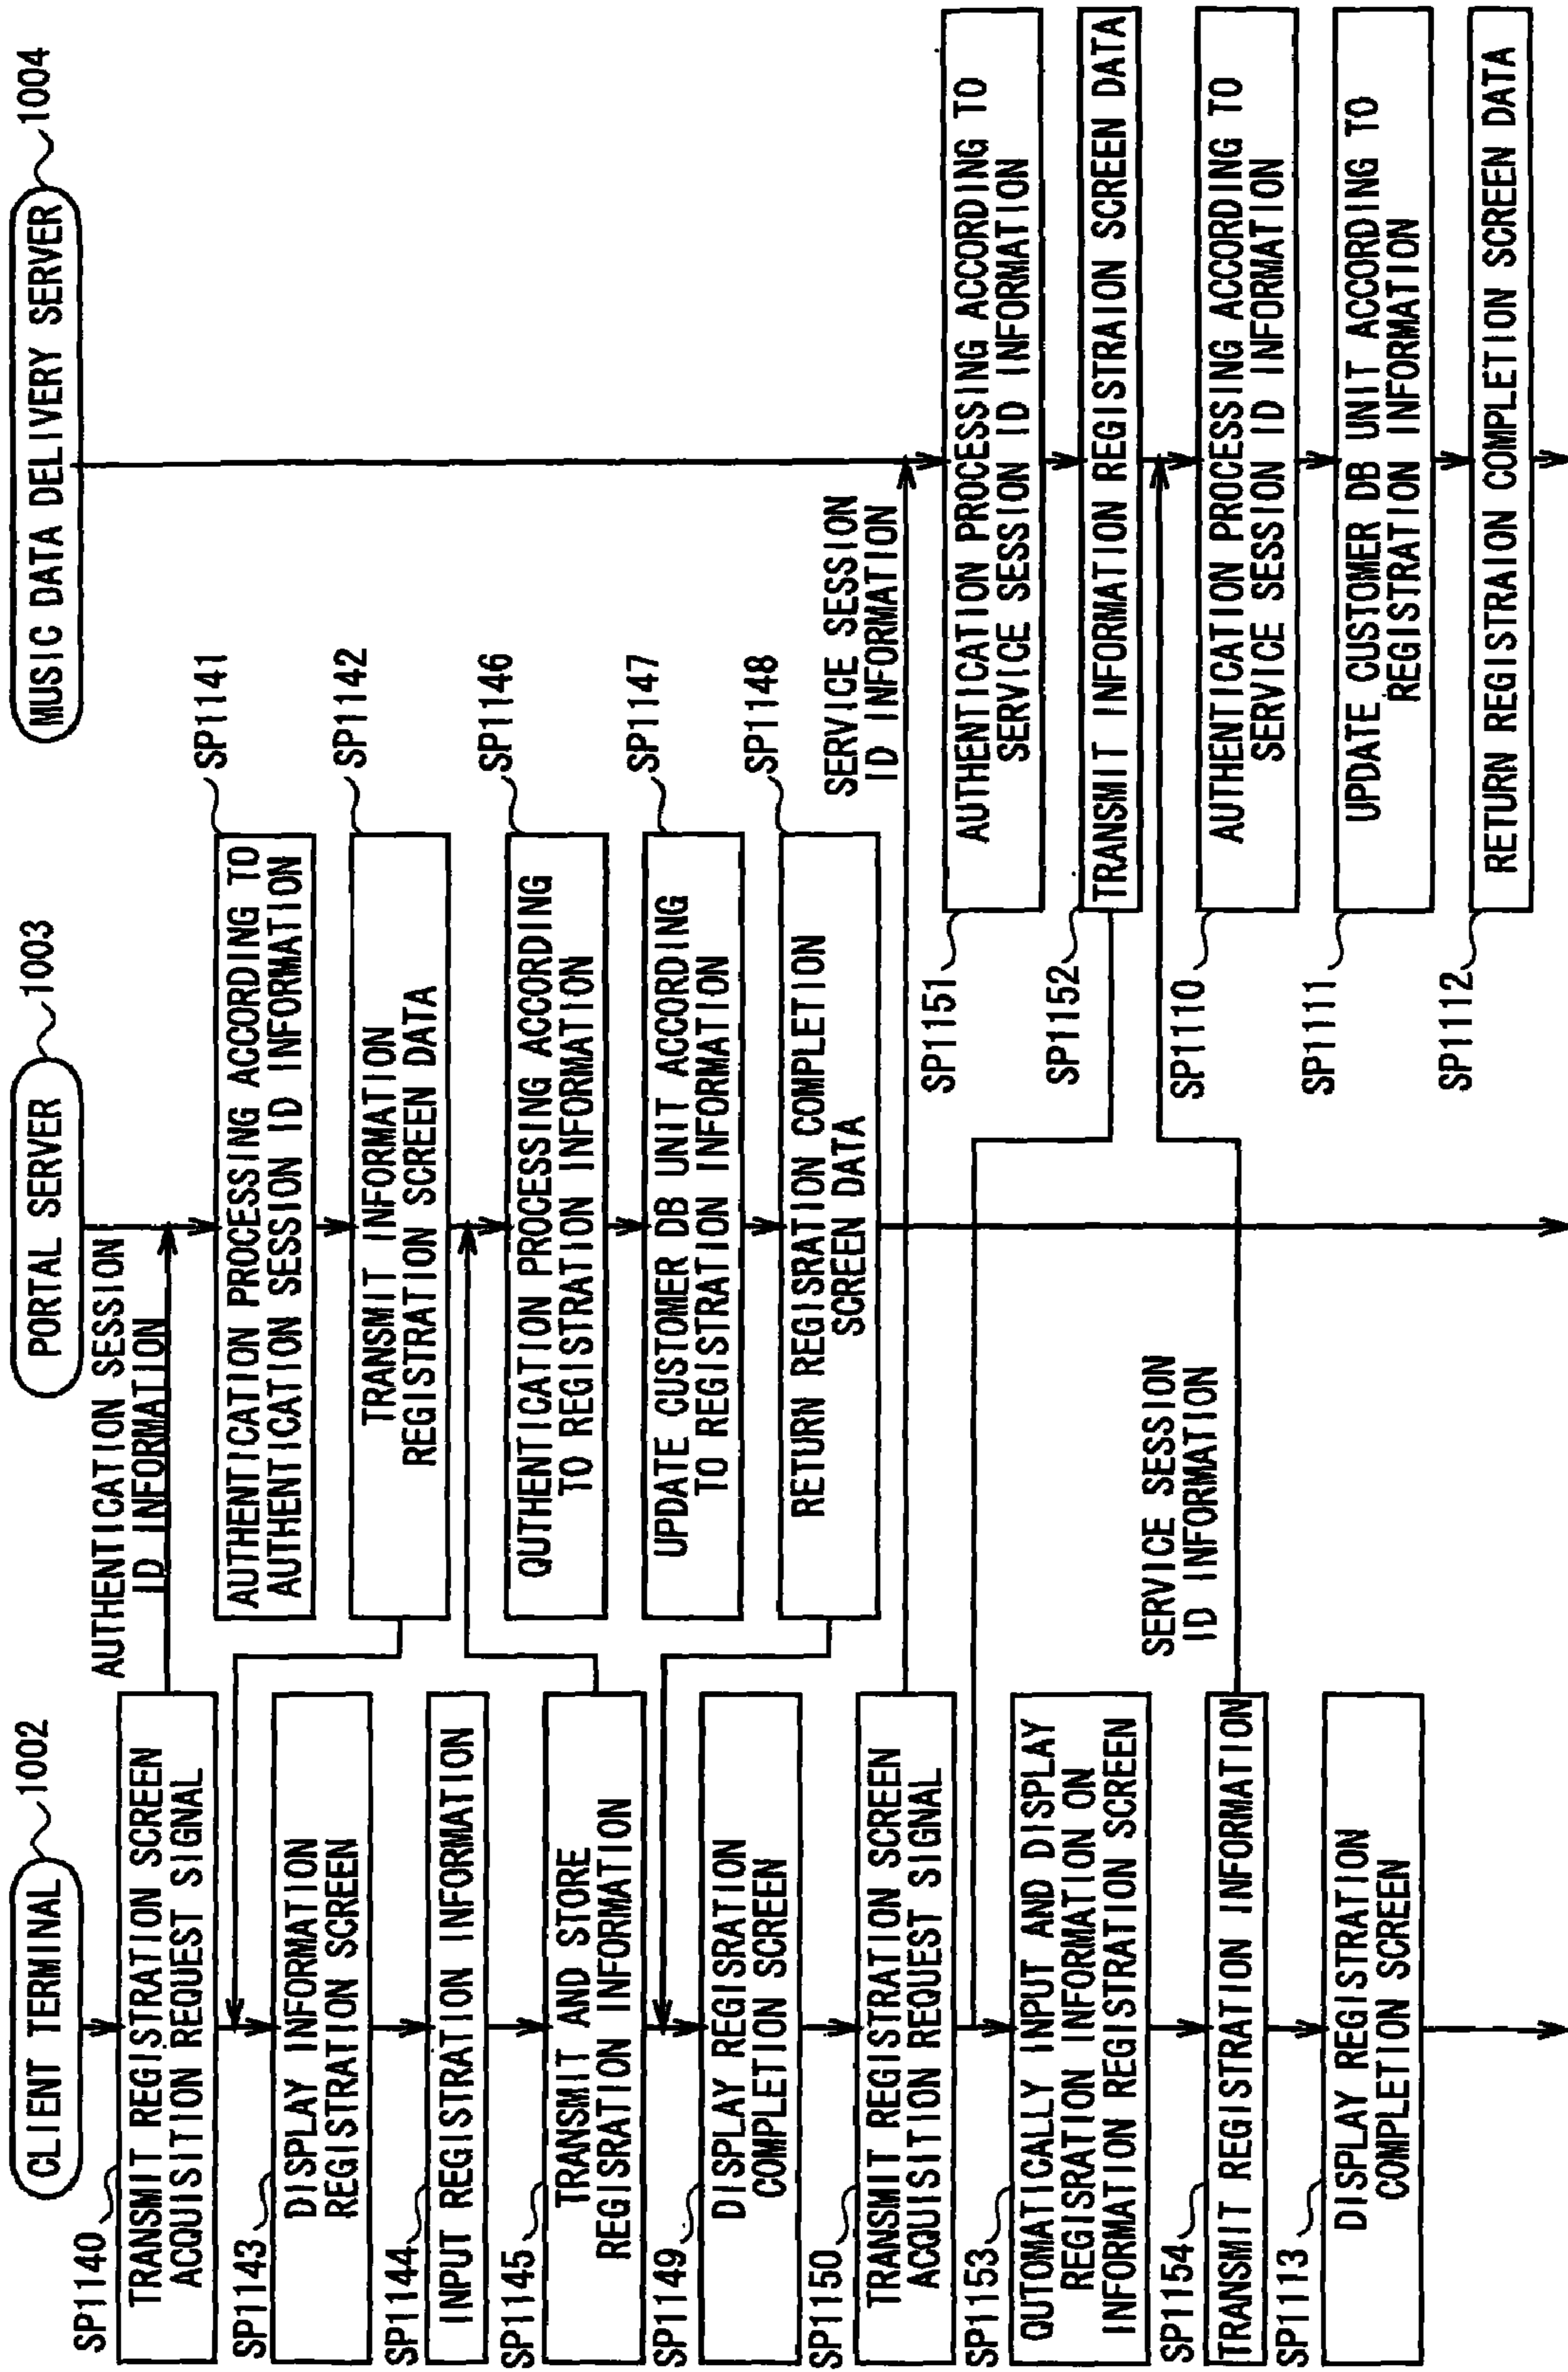 CLIENT TERMINAL
1002
PORTAL SERVER
1003
MUSIC DATA DELIVERY SERVER
1004
SP1140
TRANSMIT REGISTRATION SCREEN
ACQUISITION REQUEST SIGNAL
AUTHENTICATION SESSION
ID INFORMATION
AUTHENTICATION PROCESSING ACCORDING TO
AUTHENTICATION SESSION ID INFORMATION
SP1141
TRANSMIT INFORMATION
REGISTRATION SCREEN DATA
SP1142
SP1143
DISPLAY INFORMATION
REGISTRATION SCREEN
SP1144
INPUT REGISTRATION INFORMATION
SP1145
TRANSMIT AND STORE
REGISRATION INFORMATION
QUTHENTICATION PROCESSING ACCORDING
TO REGISTRATION INFORMATION
SP1146
UPDATE CUSTOMER DB UNIT ACCORDING
TO REGISTRATION INFORMATION
SP1147
RETURN REGISRATION COMPLETION
SCREEN DATA
SP1148
SP1149
DISPLAY REGISRATION
COMPLETION SCREEN
SP1150
TRANSMIT REGISTRATION SCREEN
ACQUISITION REQUEST SIGNAL
SERVICE SESSION
ID INFORMATION
SP1151
AUTHENTICATION PROCESSING ACCORDING TO
SERVICE SESSION ID INFORMATION
SP1152
TRANSMIT INFORMATION REGISTRAION SCREEN DATA
SP1153
QUTOMATICALLY INPUT AND DISPLAY
REGISRATION INFORMATION ON
INFORMATION REGISTRATION SCREEN
SP1154
TRANSMIT REGISTRATION INFORMATION
SERVICE SESSION
ID INFORMATION
SP1110
AUTHENTICATION PROCESSING ACCORDING TO
SERVICE SESSION ID INFORMATION
SP1111
UPDATE CUSTOMER DB UNIT ACCORDING TO
REGISTRATION INFORMATION
SP1112
RETURN REGISTRAION COMPLETION SCREEN DATA
SP1113
DISPLAY REGISTRATION
COMPLETION SCREEN